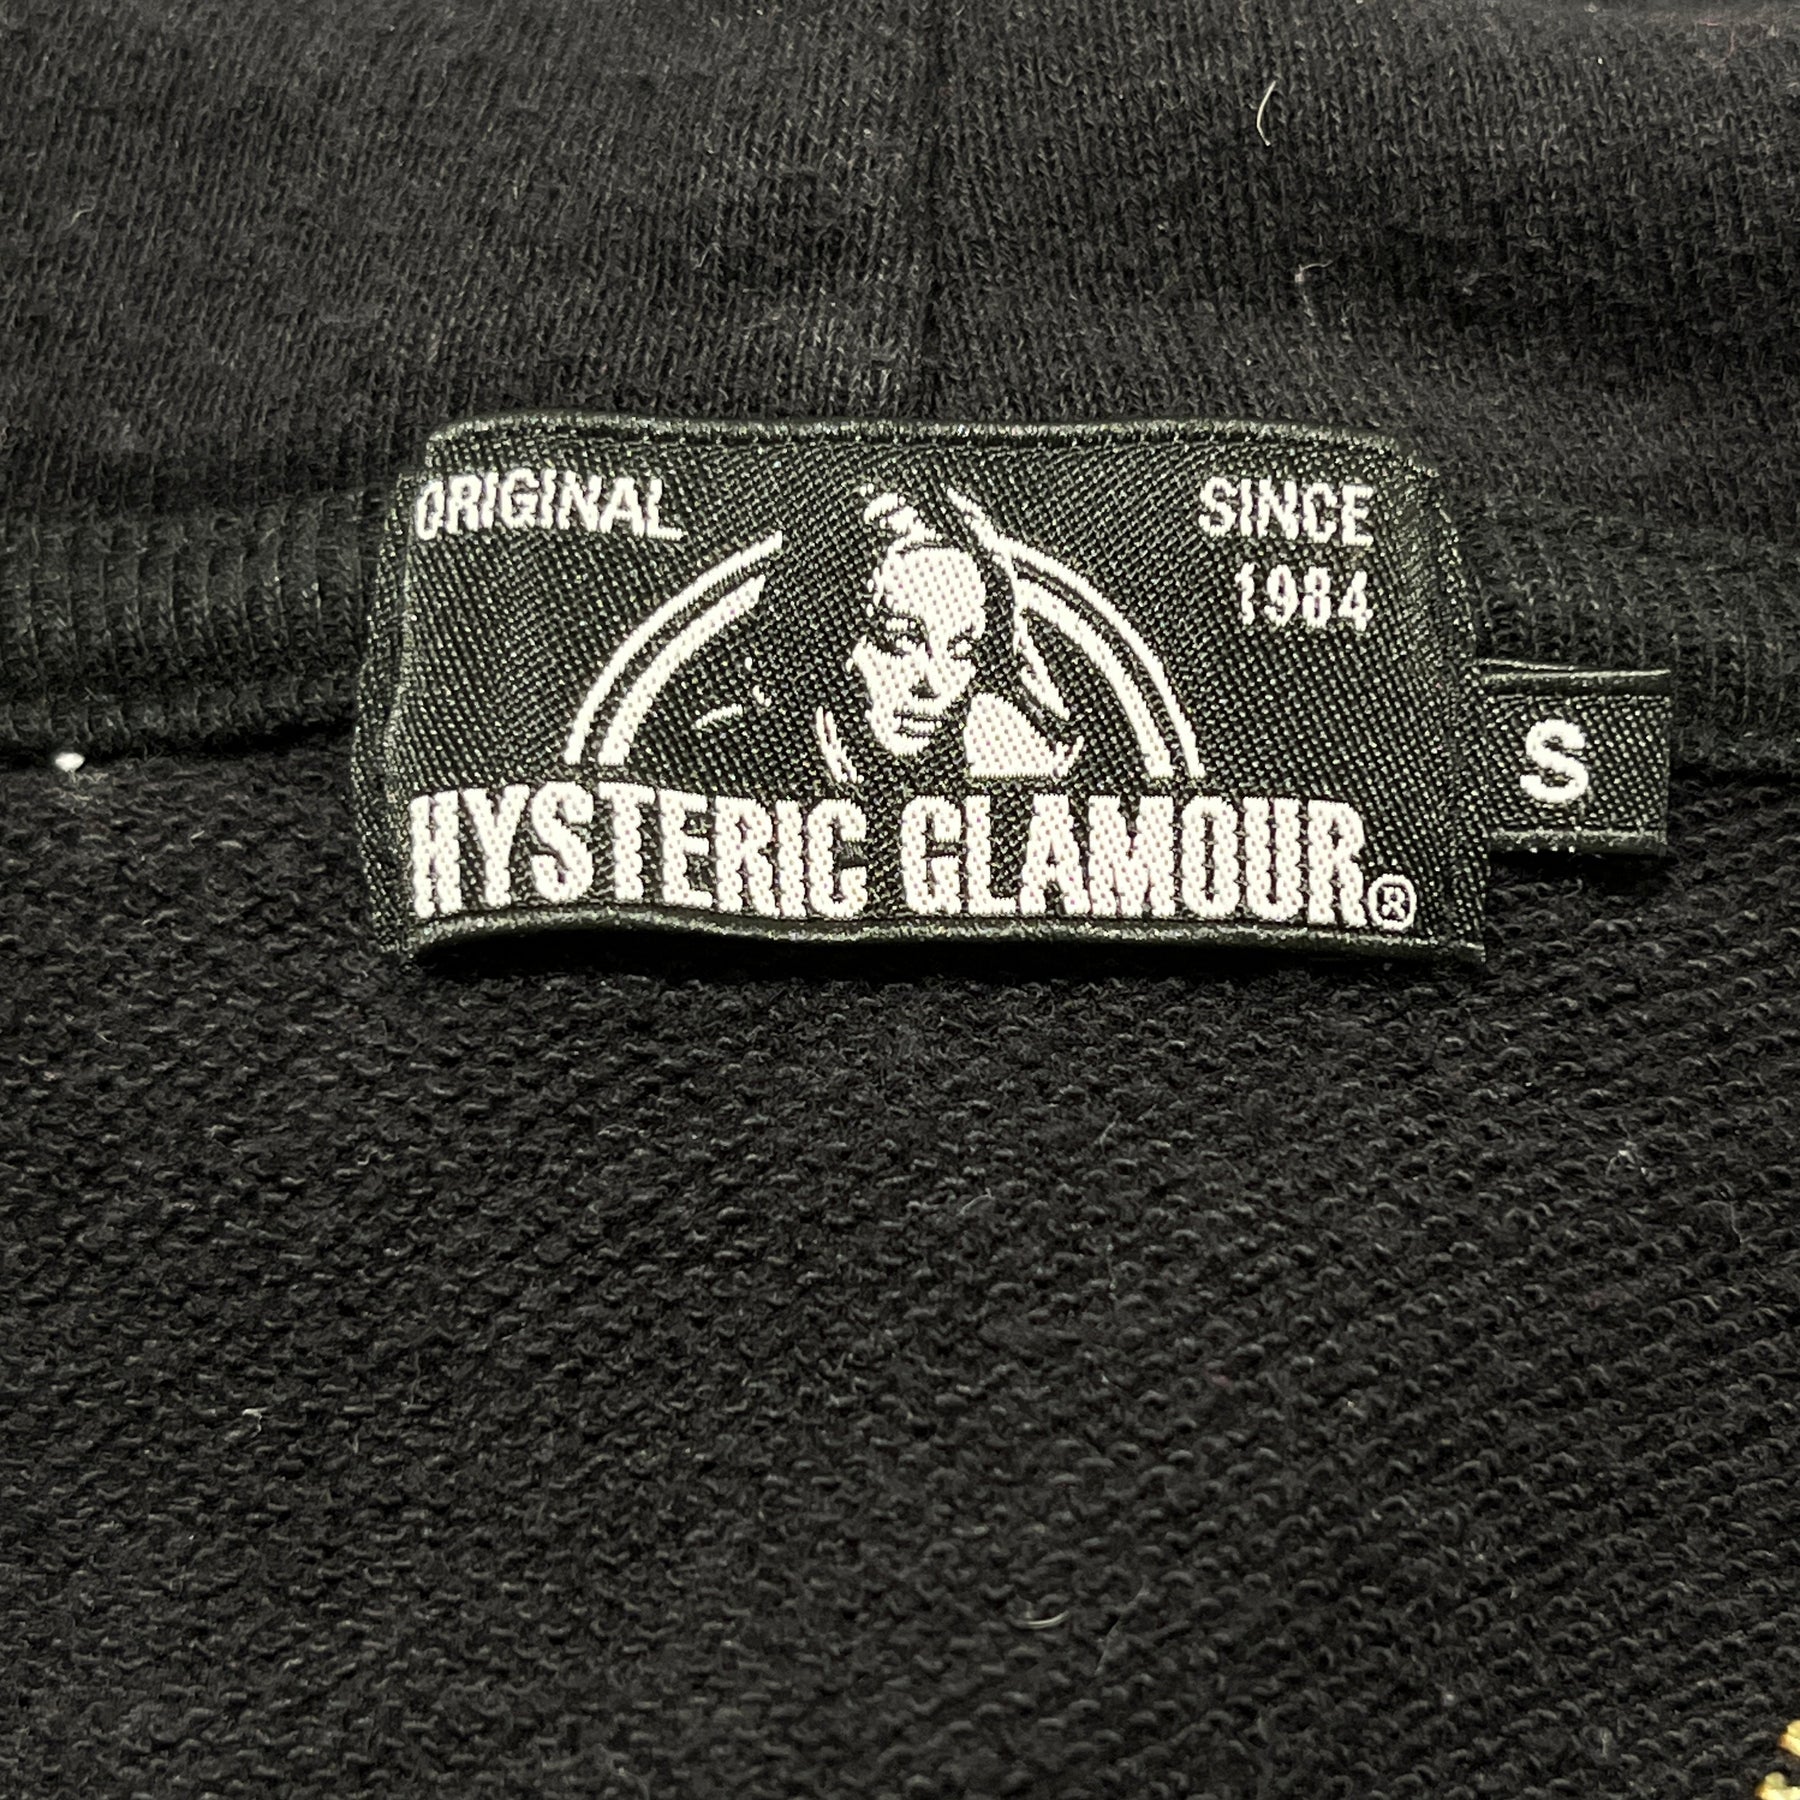 ORIGINAL
SINCE
1984
HYSTERIC GLAMOUR®
S